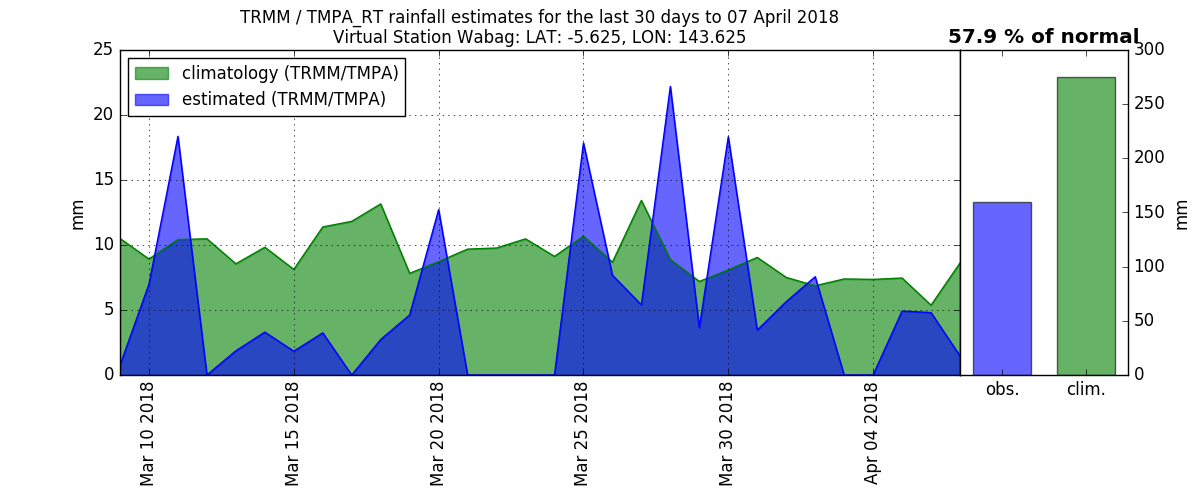 TRMM / TMPA_RT rainfall estimates for the last 30 days to 07 April 2018
Virtual Station Wabag: LAT: -5.625, LON: 143.625
57.9 % of normal
climatology (TRMM/TMPA)
estimated (TRMM/TMPA)
25
20
15
10
5
0
mm
Mar 10 2018
Mar 15 2018
Mar 20 2018
Mar 25 2018
Mar 30 2018
Apr 04 2018
300
250
200
150
100
50
0
mm
obs.
clim.